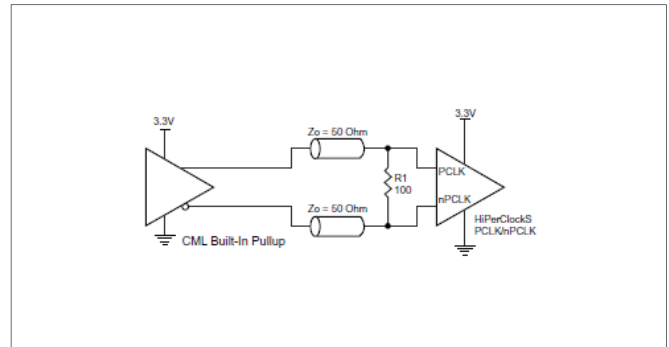 3.3V
3.3V
Zo = 50 Ohm
PCLK
R1
100
nPCLK
Zo = 50 Ohm
HiPerClockS
PCLK/nPCLK
CML Built-In Pullup